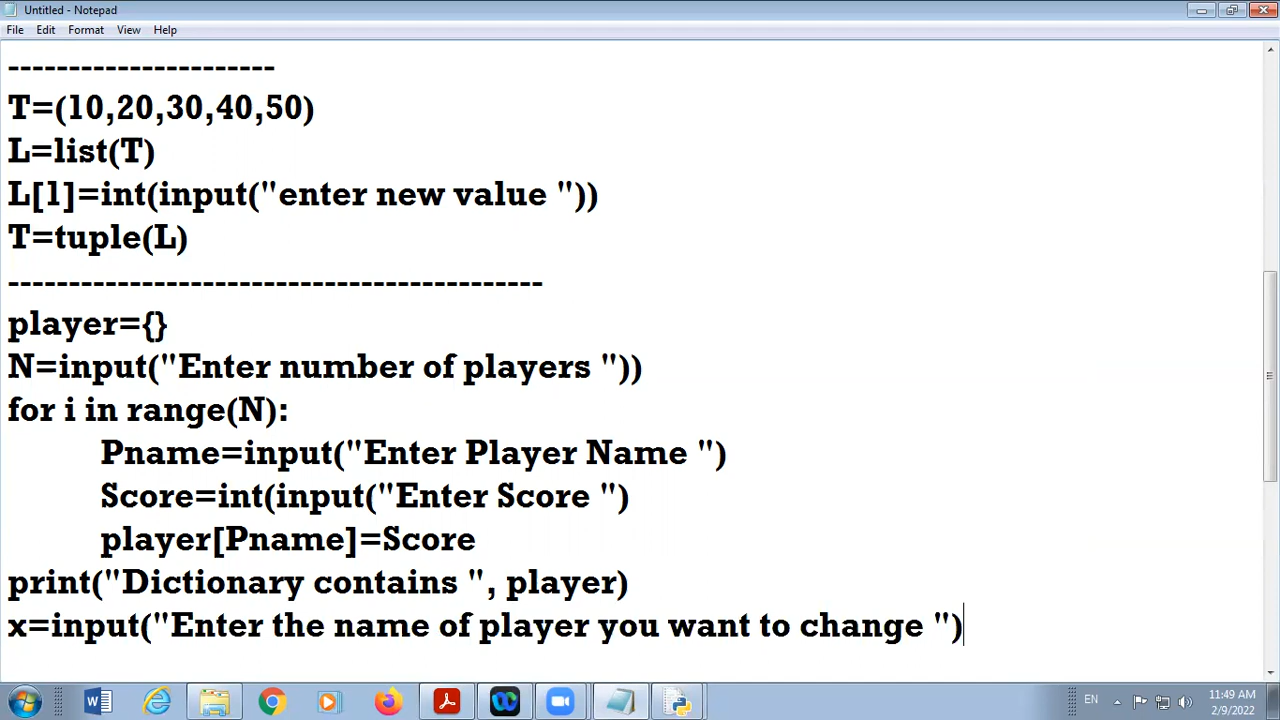 Untitled - Notepad
File Edit Format View Help
----------------------
T=(10,20,30,40,50)
L=list(T)
L[1]=int(input("enter new value "))
T=tuple(L)
--------------------------------------------
player={}
N=input("Enter number of players "))
for i in range(N):
Pname=input("Enter Player Name ")
Score=int(input("Enter Score ")
player[Pname]=Score
print("Dictionary contains ", player)
x=input("Enter the name of player you want to change ")
EN
11:49 AM
2/9/2022